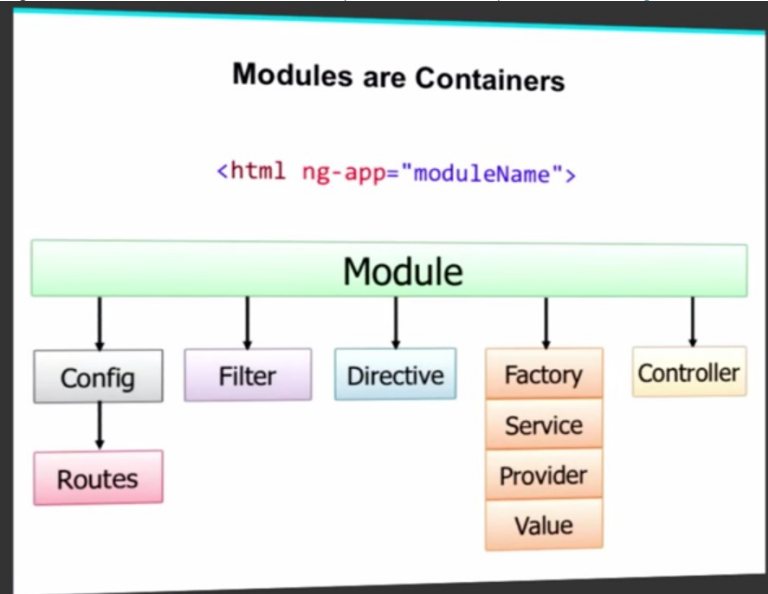 Modules are Containers
<html ng-app="moduleName">
Module
Config
Filter
Directive
Factory
Controller
Service
Routes
Provider
Value